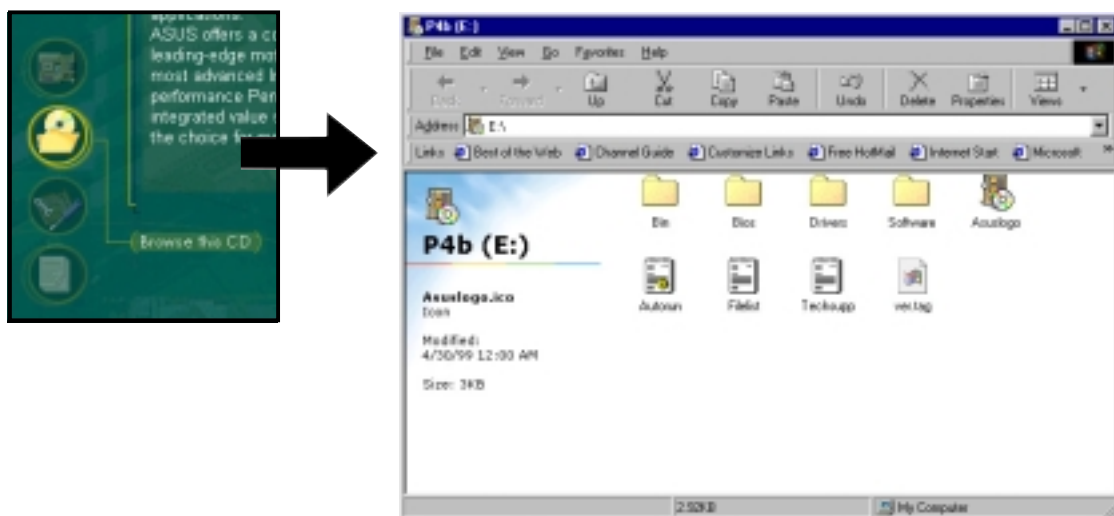 applications.
ASUS offers a co
leading-edge mot
most advanced I
performance Pen
integrated value s
the choice for
Browse this CD
P4b (E:)
File Edit View Go Favorites Help
Back Forward Up Cut Copy Paste Undo Delete Properties Views
Address E:\
Links Best of the Web Channel Guide Customize Links Free HotMail Internet Start Microsoft
P4b (E:)
Asuslogo.ico
Icon
Modified:
4/30/99 12:00 AM
Size: 3KB
Bin Bios Drivers Software Asuslogo
Autorun Filelist Techsupp ver.tag
2.92KB My Computer